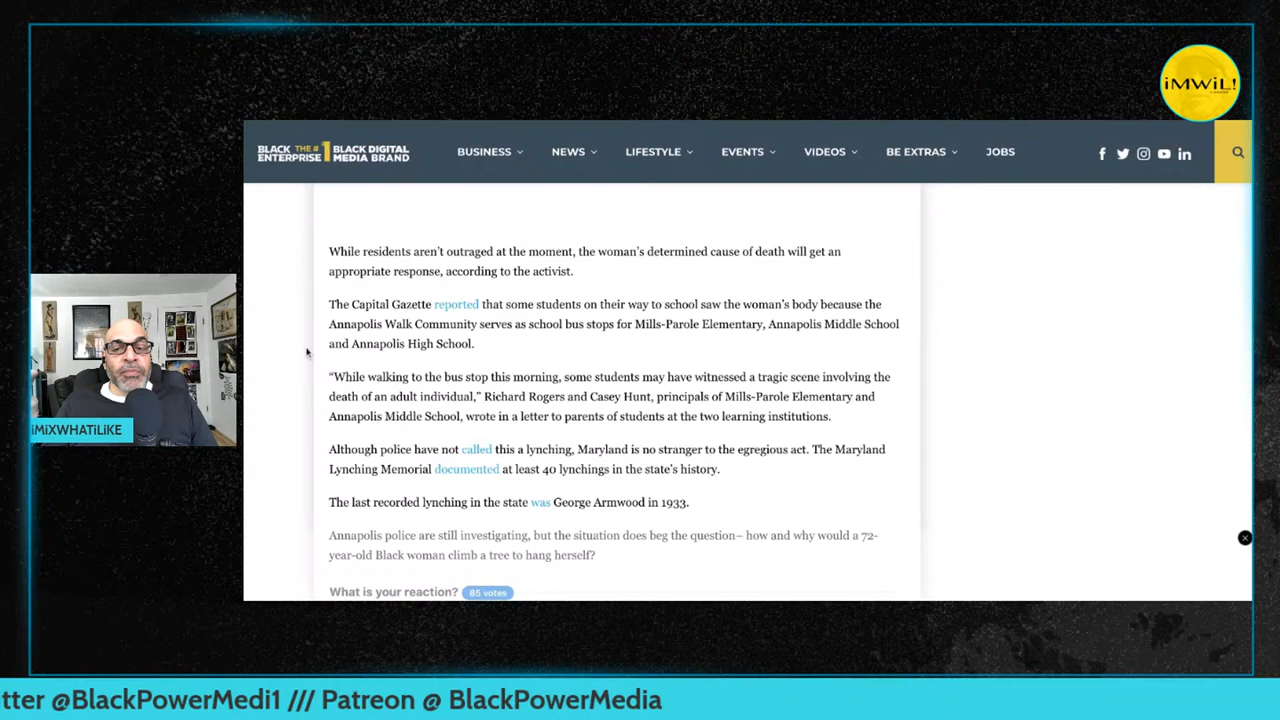 iMWiL!
BLACK ENTERPRISE THE #1 BLACK DIGITAL MEDIA BRAND
BUSINESS NEWS LIFESTYLE EVENTS VIDEOS BE EXTRAS JOBS
While residents aren’t outraged at the moment, the woman’s determined cause of death will get an
appropriate response, according to the activist.
The Capital Gazette reported that some students on their way to school saw the woman’s body because the
Annapolis Walk Community serves as school bus stops for Mills-Parole Elementary, Annapolis Middle School
and Annapolis High School.
“While walking to the bus stop this morning, some students may have witnessed a tragic scene involving the
death of an adult individual,” Richard Rogers and Casey Hunt, principals of Mills-Parole Elementary and
Annapolis Middle School, wrote in a letter to parents of students at the two learning institutions.
Although police have not called this a lynching, Maryland is no stranger to the egregious act. The Maryland
Lynching Memorial documented at least 40 lynchings in the state’s history.
The last recorded lynching in the state was George Armwood in 1933.
Annapolis police are still investigating, but the situation does beg the question– how and why would a 72-
year-old Black woman climb a tree to hang herself?
What is your reaction? 85 votes
iMiXWHATiLiKE
itter @BlackPowerMedi1 /// Patreon @ BlackPowerMedia